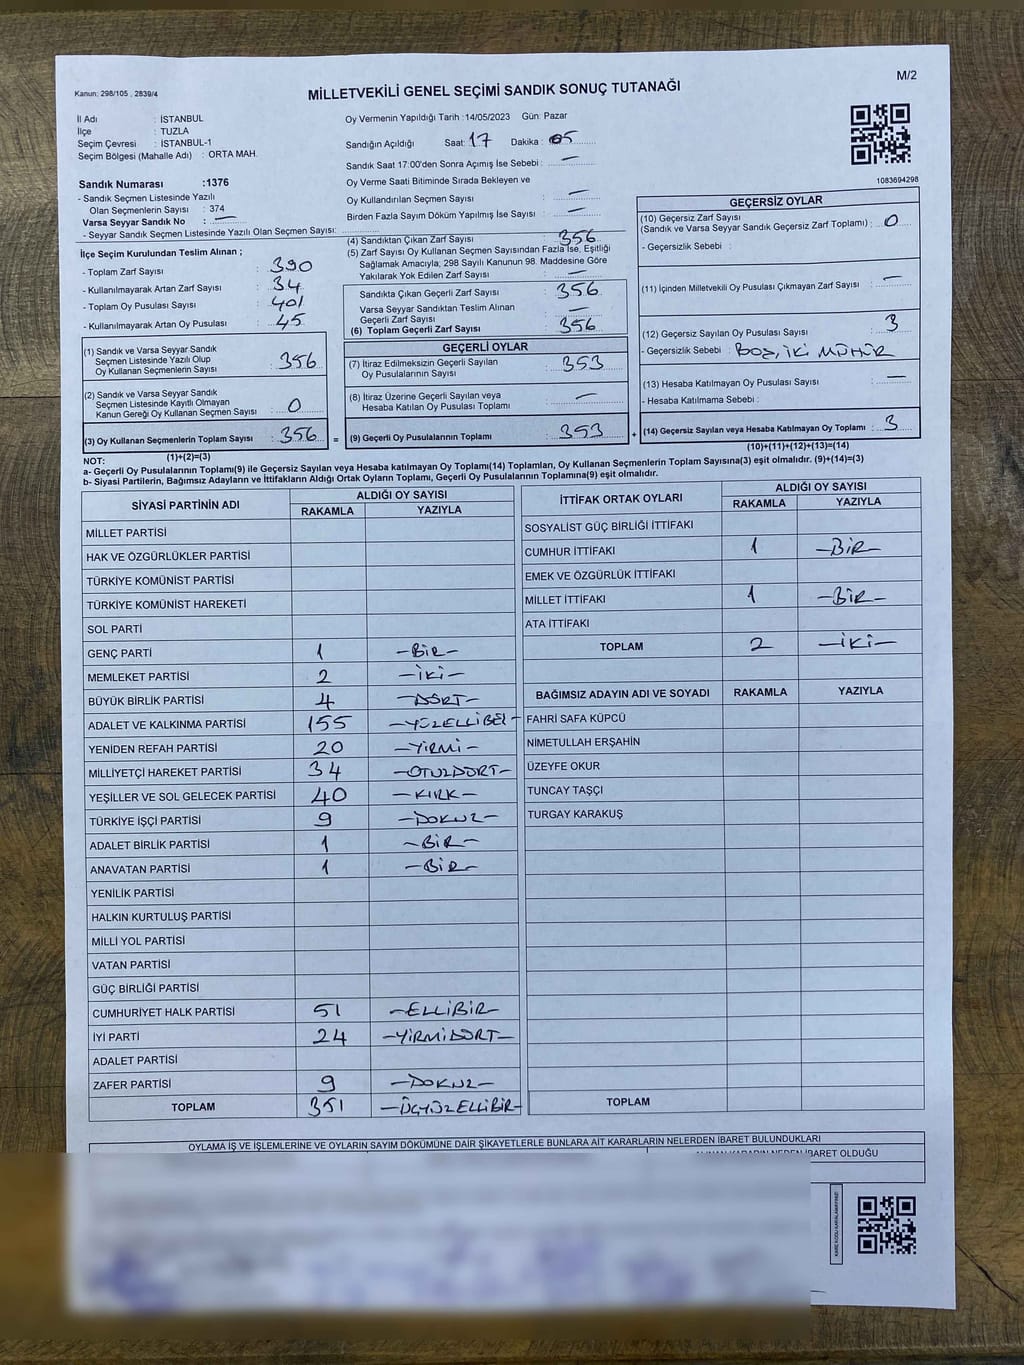 M/2
Kanun: 298/105 , 2839/4
MİLLETVEKİLİ GENEL SEÇİMİ SANDIK SONUÇ TUTANAĞI
İl Adı : İSTANBUL
İlçe : TUZLA
Seçim Çevresi : İSTANBUL-1
Seçim Bölgesi (Mahalle Adı) : ORTA MAH.
Sandık Numarası :1376
- Sandık Seçmen Listesinde Yazılı
Olan Seçmenlerin Sayısı : 374
Varsa Seyyar Sandık No : —
- Seyyar Sandık Seçmen Listesinde Yazılı Olan Seçmen Sayısı:
Oy Vermenin Yapıldığı Tarih :14/05/2023 Gün: Pazar
Sandığın Açıldığı Saat: 17 Dakika : 05
Sandık Saat 17:00'den Sonra Açımış İse Sebebi : —
Oy Verme Saati Bitiminde Sırada Bekleyen ve
Oy Kullandırılan Seçmen Sayısı : —
Birden Fazla Sayım Döküm Yapılmış İse Sayısı : —
1083694298
İlçe Seçim Kurulundan Teslim Alınan ;
- Toplam Zarf Sayısı : 390
- Kullanılmayarak Artan Zarf Sayısı : 34
- Toplam Oy Pusulası Sayısı : 401
- Kullanılmayarak Artan Oy Pusulası : 45
(1) Sandık ve Varsa Seyyar Sandık
Seçmen Listesinde Yazılı Olup
Oy Kullanan Seçmenlerin Sayısı : 356
(2) Sandık ve Varsa Seyyar Sandık
Seçmen Listesinde Kayıtlı Olmayan
Kanun Gereği Oy Kullanan Seçmen Sayısı : 0
(3) Oy Kullanan Seçmenlerin Toplam Sayısı : 356
(1)+(2)=(3)
(4) Sandıktan Çıkan Zarf Sayısı : 356
(5) Zarf Sayısı Oy Kullanan Seçmen Sayısından Fazla İse, Eşitliği
Sağlamak Amacıyla, 298 Sayılı Kanunun 98. Maddesine Göre
Yakılarak Yok Edilen Zarf Sayısı : —
Sandıkta Çıkan Geçerli Zarf Sayısı : 356
Varsa Seyyar Sandıktan Teslim Alınan
Geçerli Zarf Sayısı : —
(6) Toplam Geçerli Zarf Sayısı : 356
GEÇERLİ OYLAR
(7) İtiraz Edilmeksizin Geçerli Sayılan
Oy Pusulalarının Sayısı : 353
(8) İtiraz Üzerine Geçerli Sayılan veya
Hesaba Katılan Oy Pusulası Toplamı : —
= (9) Geçerli Oy Pusulalarının Toplamı : 353
GEÇERSİZ OYLAR
(10) Geçersiz Zarf Sayısı
(Sandık ve Varsa Seyyar Sandık Geçersiz Zarf Toplamı) : 0
- Geçersizlik Sebebi :
(11) İçinden Milletvekili Oy Pusulası Çıkmayan Zarf Sayısı : —
(12) Geçersiz Sayılan Oy Pusulası Sayısı : 3
- Geçersizlik Sebebi : BOŞ, İKİ MÜHÜR
(13) Hesaba Katılmayan Oy Pusulası Sayısı : —
- Hesaba Katılmama Sebebi :
+ (14) Geçersiz Sayılan veya Hesaba Katılmayan Oy Toplamı : 3
(10)+(11)+(12)+(13)=(14)
NOT:
a- Geçerli Oy Pusulalarının Toplamı(9) ile Geçersiz Sayılan veya Hesaba katılmayan Oy Toplamı(14) Toplamları, Oy Kullanan Seçmenlerin Toplam Sayısına(3) eşit olmalıdır. (9)+(14)=(3)
b- Siyasi Partilerin, Bağımsız Adayların ve İttifakların Aldığı Ortak Oyların Toplamı, Geçerli Oy Pusulalarının Toplamına(9) eşit olmalıdır.
SİYASİ PARTİNİN ADI ALDIĞI OY SAYISI
RAKAMLA YAZIYLA
MİLLET PARTİSİ
HAK VE ÖZGÜRLÜKLER PARTİSİ
TÜRKİYE KOMÜNİST PARTİSİ
TÜRKİYE KOMÜNİST HAREKETİ
SOL PARTİ
GENÇ PARTİ 1 -BİR-
MEMLEKET PARTİSİ 2 -İKİ-
BÜYÜK BİRLİK PARTİSİ 4 -DÖRT-
ADALET VE KALKINMA PARTİSİ 155 -YÜZELLİBEŞ-
YENİDEN REFAH PARTİSİ 20 -YİRMİ-
MİLLİYETÇİ HAREKET PARTİSİ 34 -OTUZDÖRT-
YEŞİLLER VE SOL GELECEK PARTİSİ 40 -KIRK-
TÜRKİYE İŞÇİ PARTİSİ 9 -DOKUZ-
ADALET BİRLİK PARTİSİ 1 -BİR-
ANAVATAN PARTİSİ 1 -BİR-
YENİLİK PARTİSİ
HALKIN KURTULUŞ PARTİSİ
MİLLİ YOL PARTİSİ
VATAN PARTİSİ
GÜÇ BİRLİĞİ PARTİSİ
CUMHURİYET HALK PARTİSİ 51 -ELLİBİR-
İYİ PARTİ 24 -YİRMİDÖRT-
ADALET PARTİSİ
ZAFER PARTİSİ 9 -DOKUZ-
TOPLAM 351 -ÜÇYÜZELLİBİR-
İTTİFAK ORTAK OYLARI ALDIĞI OY SAYISI
RAKAMLA YAZIYLA
SOSYALİST GÜÇ BİRLİĞİ İTTİFAKI
CUMHUR İTTİFAKI 1 -BİR-
EMEK VE ÖZGÜRLÜK İTTİFAKI
MİLLET İTTİFAKI 1 -BİR-
ATA İTTİFAKI
TOPLAM 2 -İKİ-
BAĞIMSIZ ADAYIN ADI VE SOYADI RAKAMLA YAZIYLA
FAHRİ SAFA KÜPCÜ
NİMETULLAH ERŞAHİN
ÜZEYFE OKUR
TUNCAY TAŞÇI
TURGAY KARAKUŞ
TOPLAM
OYLAMA İŞ VE İŞLEMLERİNE VE OYLARIN SAYIM DÖKÜMÜNE DAİR ŞİKAYETLERLE BUNLARA AİT KARARLARIN NELERDEN İBARET BULUNDUKLARI
ALINAN KARARIN NEDEN İBARET OLDUĞU
KARE KODU KARALAMAYINIZ!